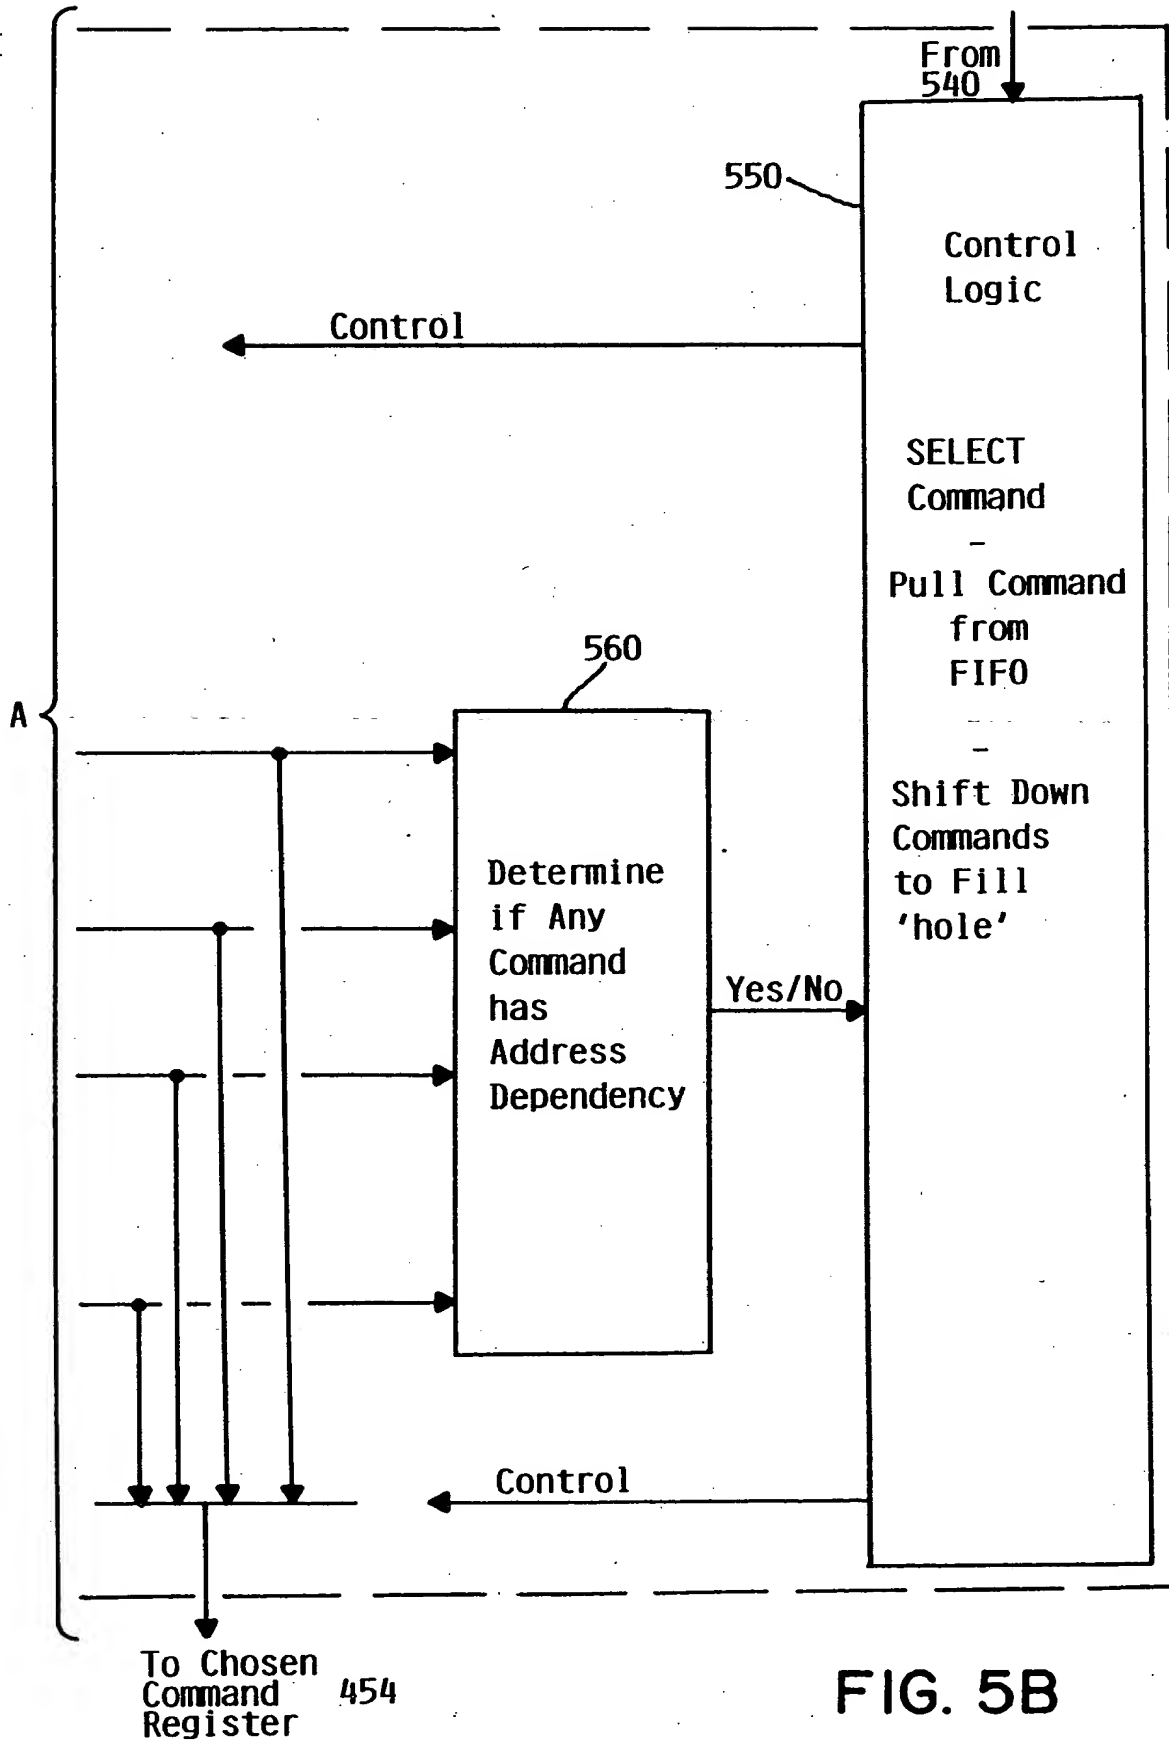 From
540
550
Control
Logic
Control
SELECT
Command
-
Pull Command
from
FIFO
-
Shift Down
Commands
to Fill
'hole'
560
A
Determine
if Any
Command
has
Address
Dependency
Yes/No
Control
To Chosen
Command 454
Register
FIG. 5B